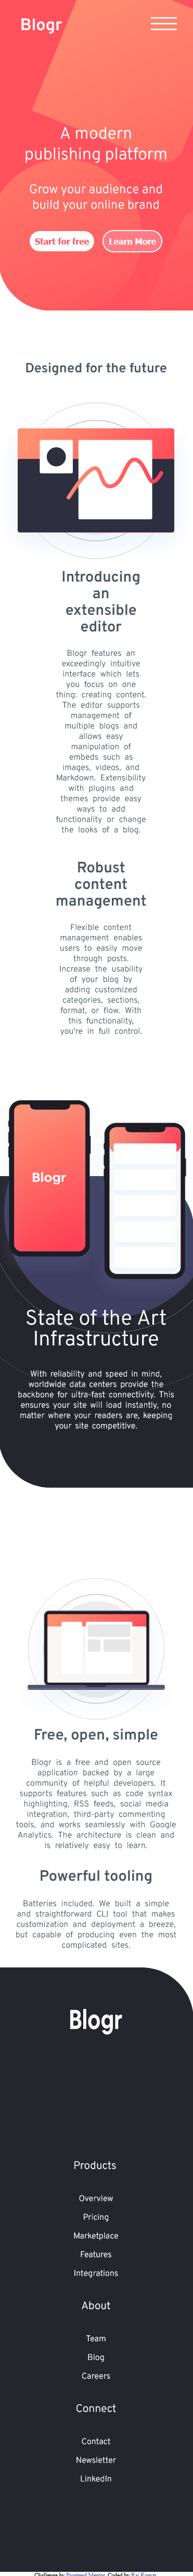 Blogr
A modern
publishing platform
Grow your audience and
build your online brand
Start for free
Learn More
Designed for the future
Introducing
an
extensible
editor
Blogr features an
exceedingly intuitive
interface which lets
you focus on one
thing: creating content.
The editor supports
management of
multiple blogs and
allows easy
manipulation of
embeds such as
images, videos, and
Markdown. Extensibility
with plugins and
themes provide easy
ways to add
functionality or change
the looks of a blog.
Robust
content
management
Flexible content
management enables
users to easily move
through posts.
Increase the usability
of your blog by
adding customized
categories, sections,
format, or flow. With
this functionality,
you're in full control.
Blogr
State of the Art
Infrastructure
With reliability and speed in mind,
worldwide data centers provide the
backbone for ultra-fast connectivity. This
ensures your site will load instantly, no
matter where your readers are, keeping
your site competitive.
Free, open, simple
Blogr is a free and open source
application backed by a large
community of helpful developers. It
supports features such as code syntax
highlighting, RSS feeds, social media
integration, third-party commenting
tools, and works seamlessly with Google
Analytics. The architecture is clean and
is relatively easy to learn.
Powerful tooling
Batteries included. We built a simple
and straightforward CLI tool that makes
customization and deployment a breeze,
but capable of producing even the most
complicated sites.
Blogr
Products
Overview
Pricing
Marketplace
Features
Integrations
About
Team
Blog
Careers
Connect
Contact
Newsletter
LinkedIn
Challenge by Frontend Mentor. Coded by